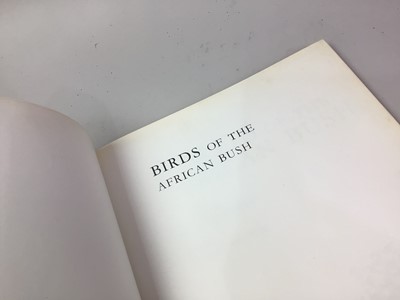 BIRDS OF THE
AFRICAN BUSH